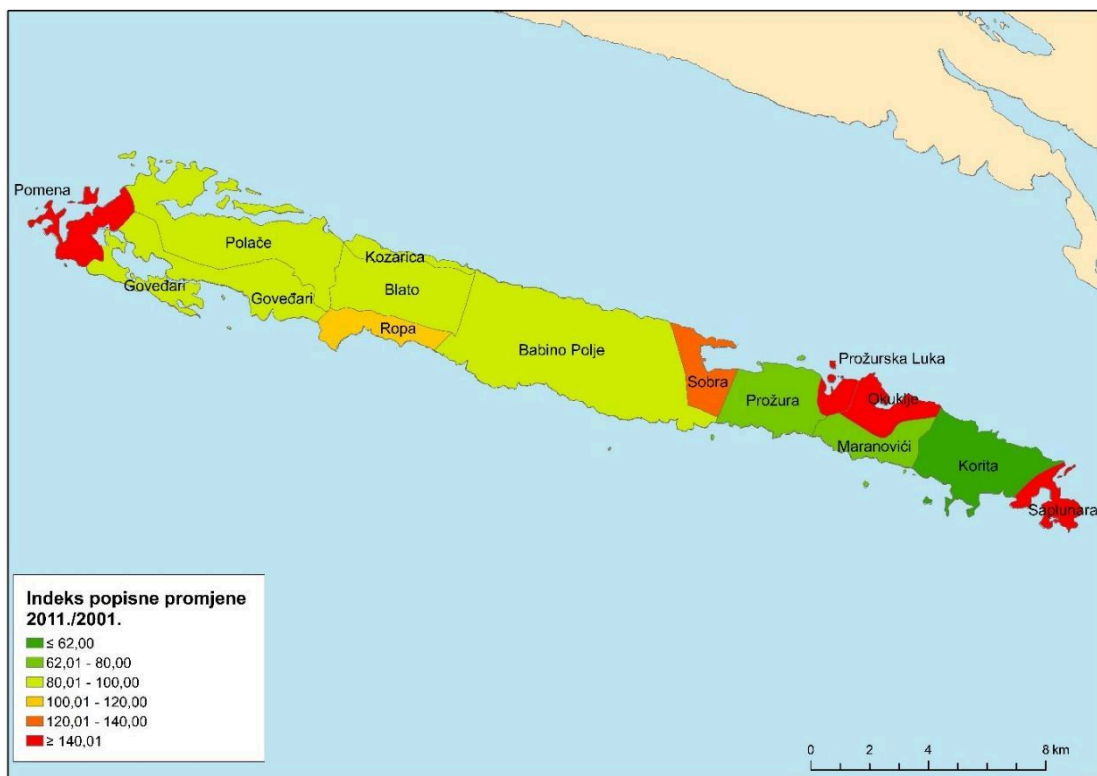 Pomena
Polače
Kozarica
Goveđari
Goveđari
Blato
Ropa
Babino Polje
Sobra
Prožurska Luka
Okuklje
Prožura
Maranovići
Korita
Saplunara
Indeks popisne promjene
2011./2001.
≤ 62,00
62,01 - 80,00
80,01 - 100,00
100,01 - 120,00
120,01 - 140,00
≥ 140,01
0 2 4 8 km